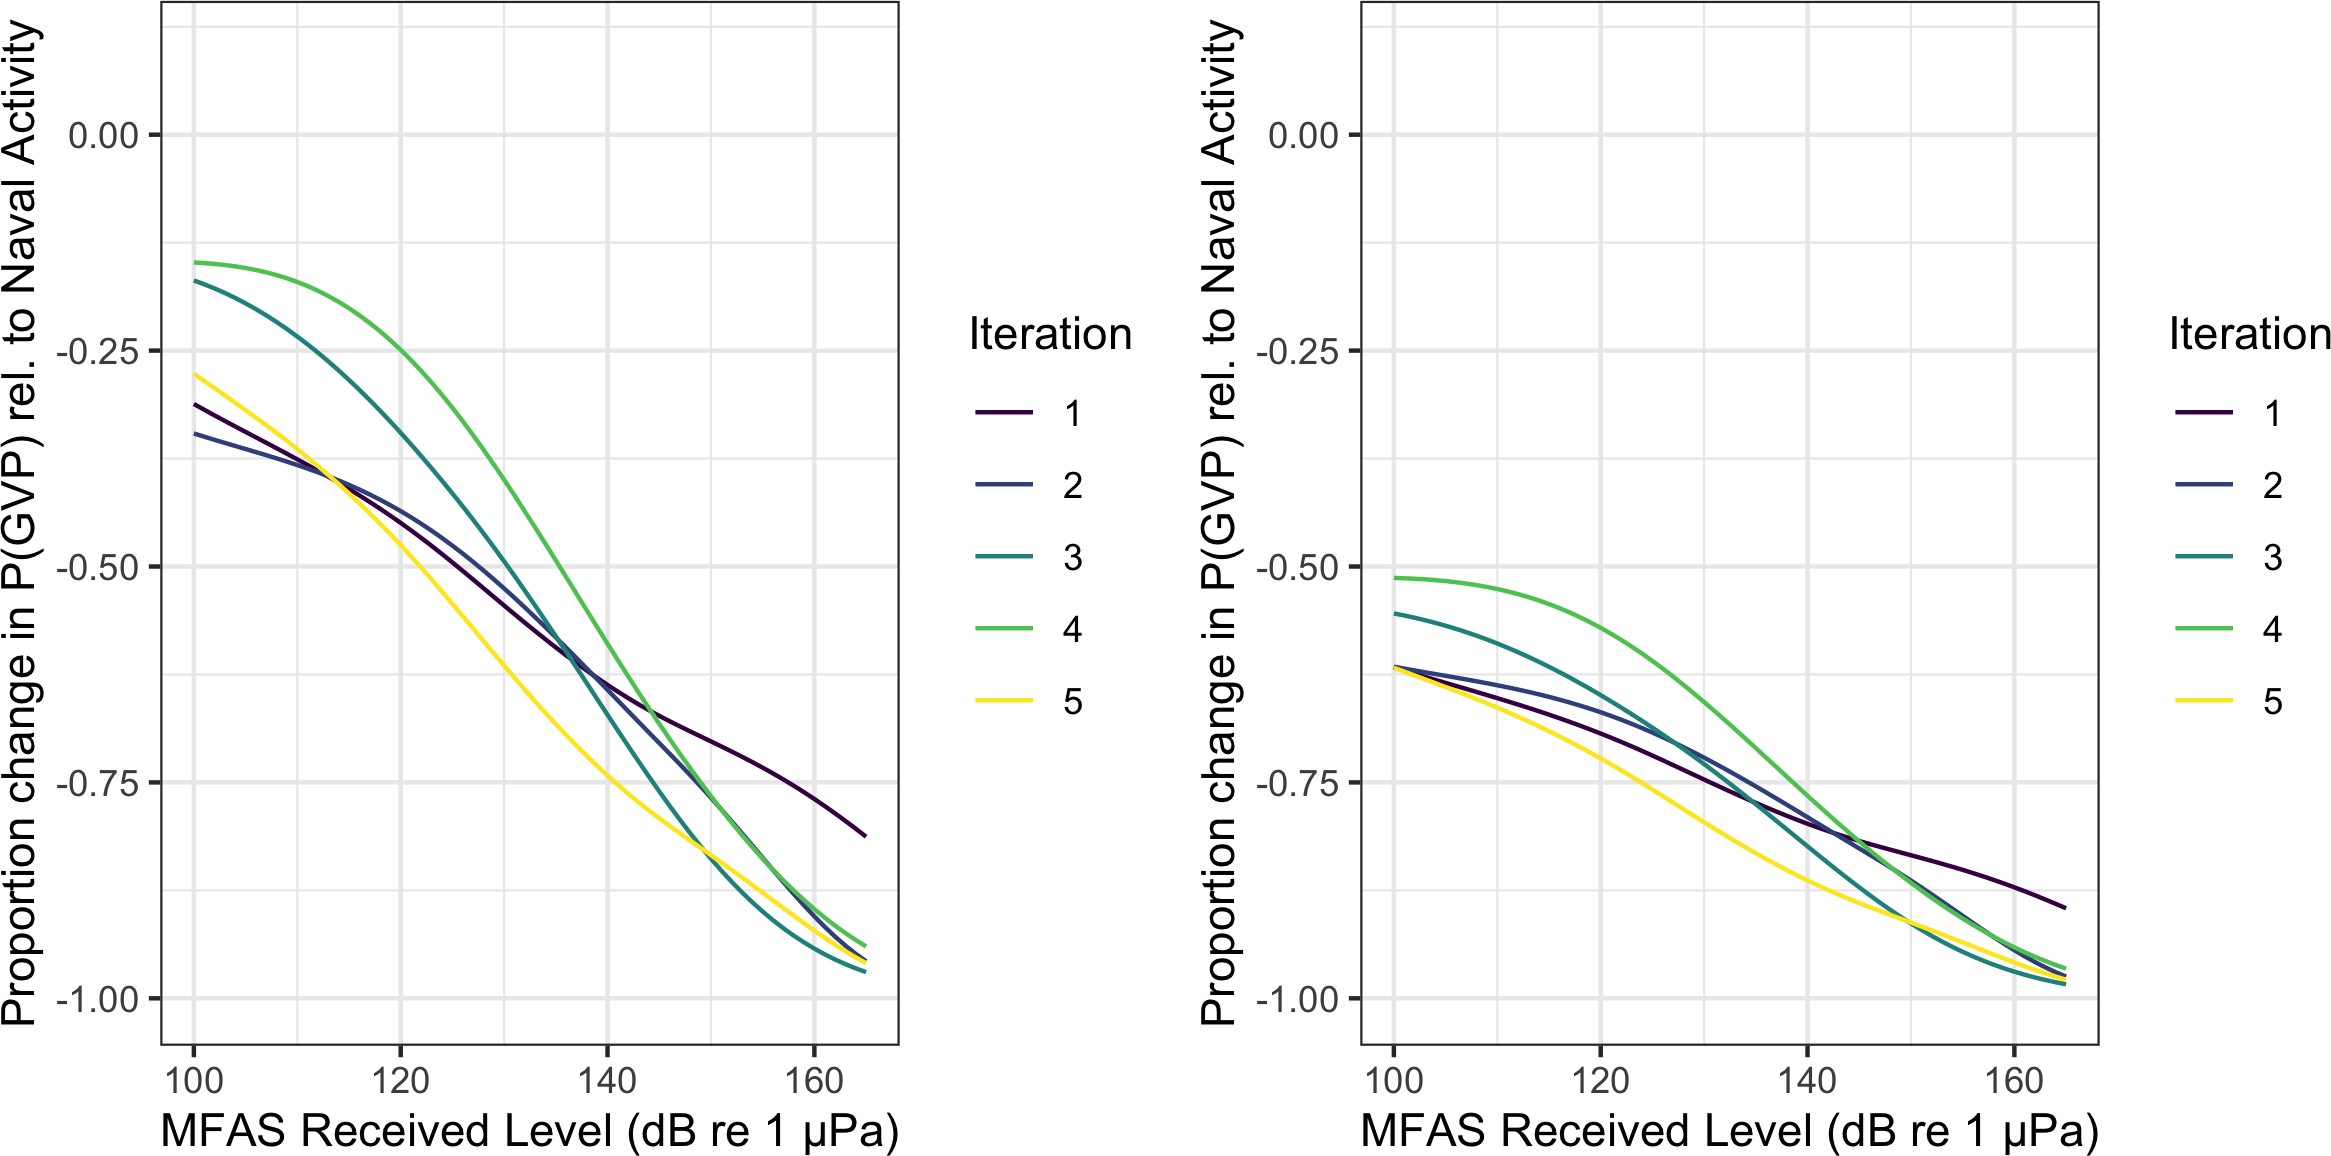 Proportion change in P(GVP) rel. to Naval Activity
0.00
-0.25
-0.50
-0.75
-1.00
100 120 140 160
MFAS Received Level (dB re 1 µPa)
Iteration
1
2
3
4
5
Proportion change in P(GVP) rel. to Naval Activity
0.00
-0.25
-0.50
-0.75
-1.00
100 120 140 160
MFAS Received Level (dB re 1 µPa)
Iteration
1
2
3
4
5